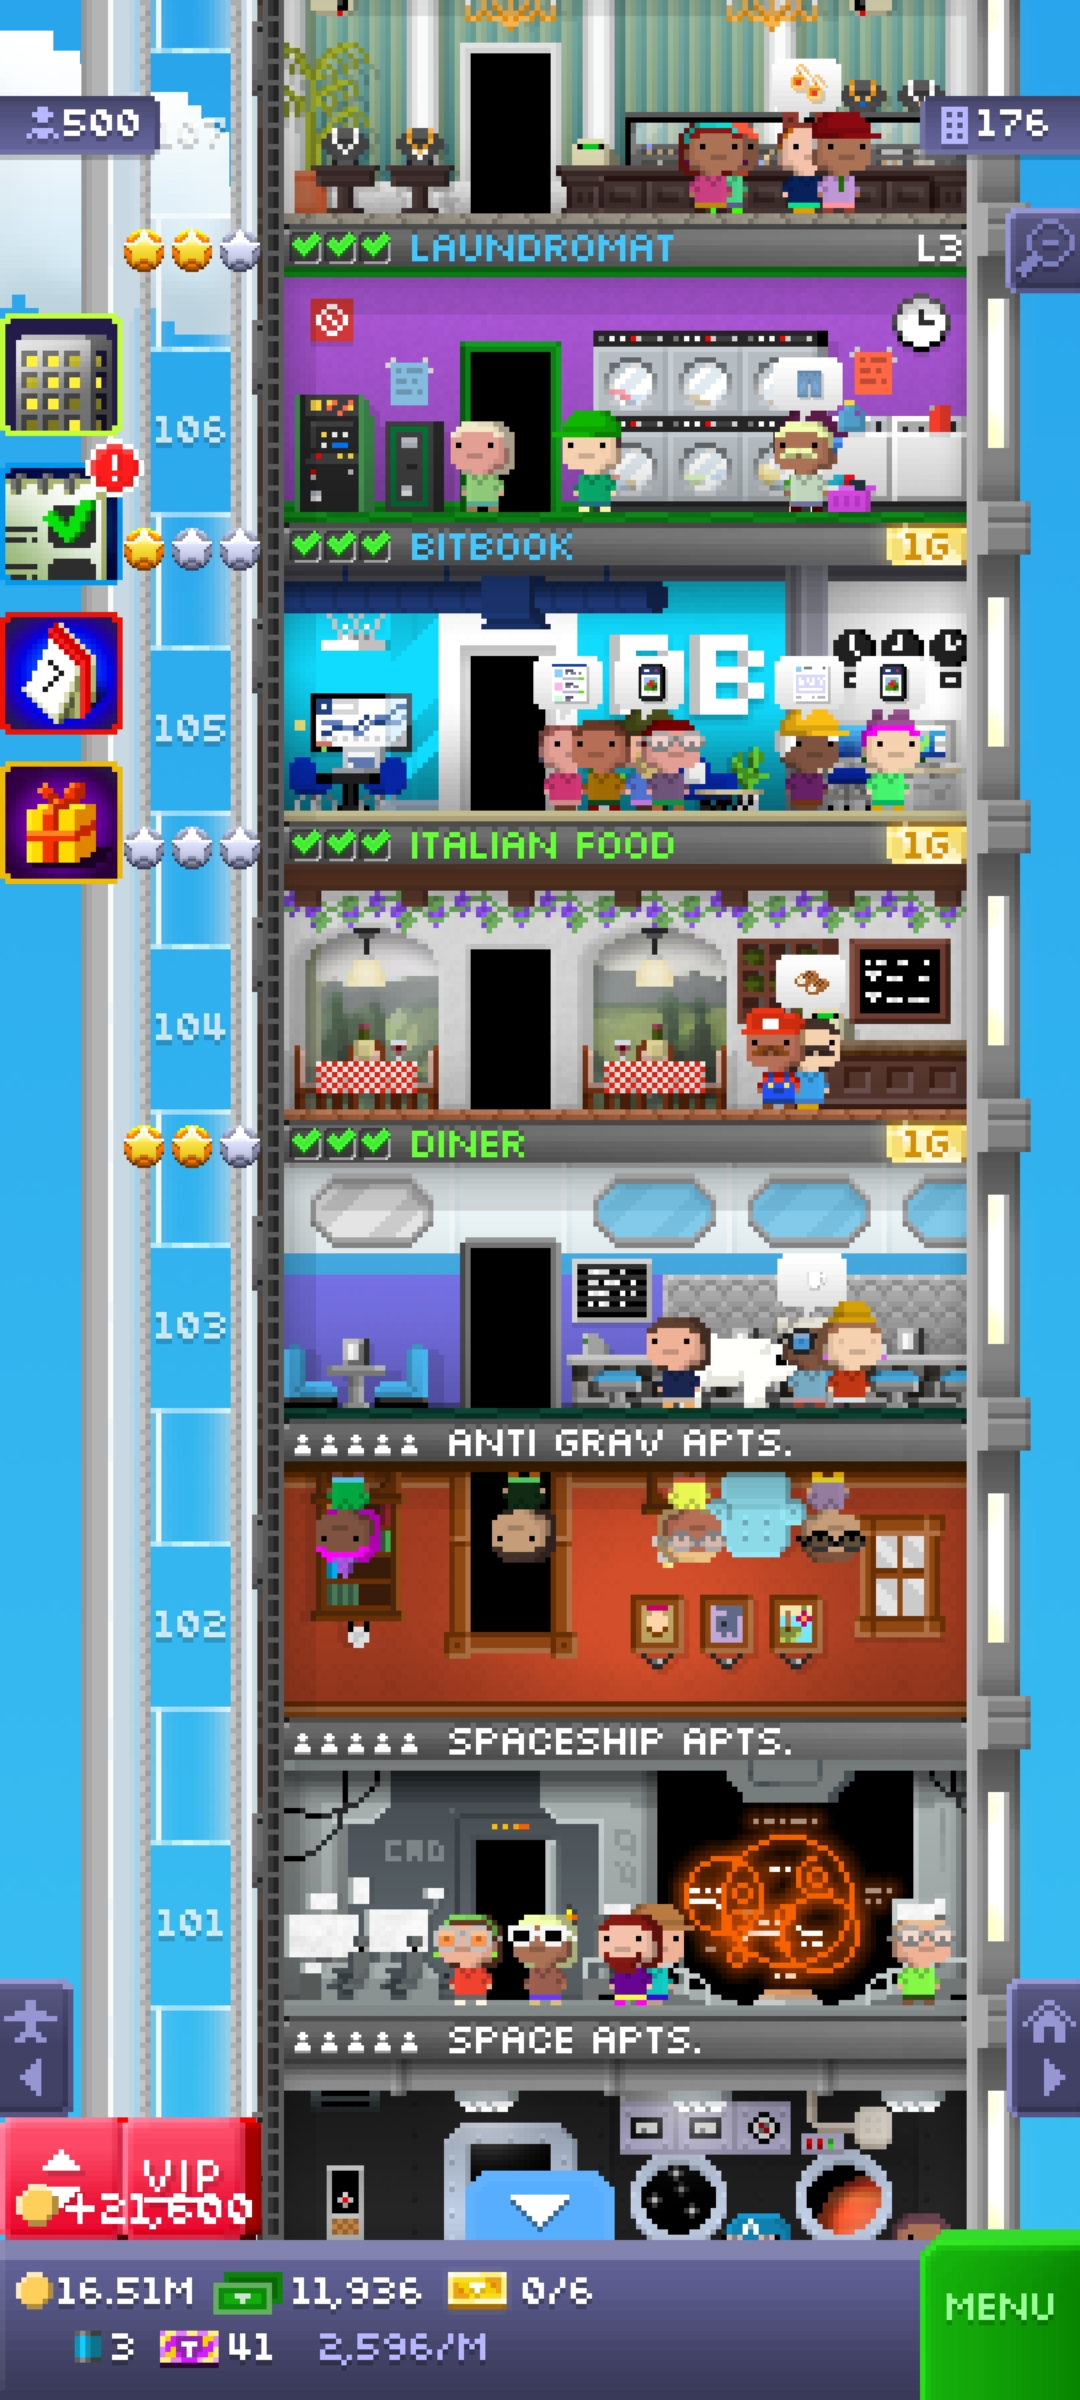 500
176
107
LAUNDROMAT L3
106
BITBOOK 1G
B
105
ITALIAN FOOD 1G
104
DINER 1G
103
ANTI GRAV APTS.
102
SPACESHIP APTS.
CMD
101
SPACE APTS.
VIP
+21,600
16.51M 11,936 0/6
3 41 2,596/M
MENU